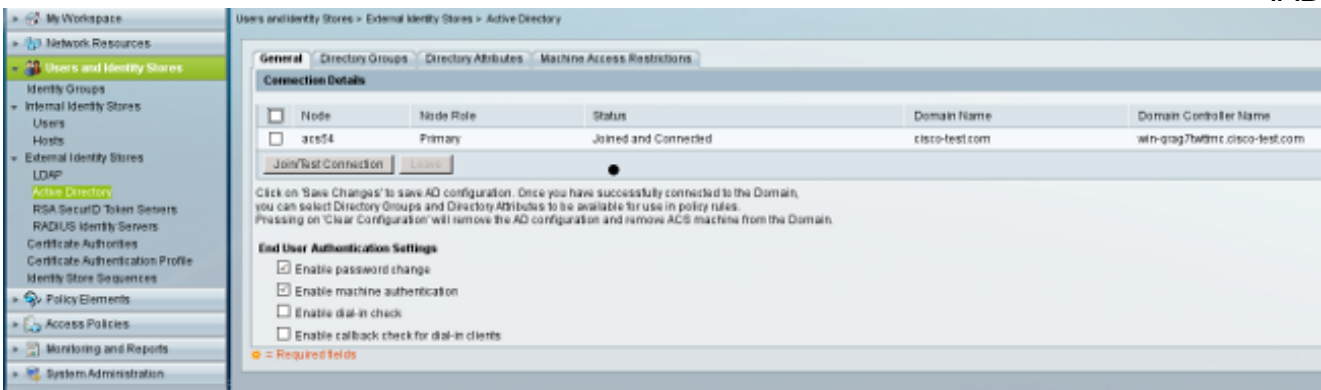 My Workspace
Network Resources
Users and Identity Stores
Identity Groups
Internal Identity Stores
Users
Hosts
External Identity Stores
LDAP
Active Directory
RSA SecurID Token Servers
RADIUS Identity Servers
Certificate Authorities
Certificate Authentication Profile
Identity Store Sequences
Policy Elements
Access Policies
Monitoring and Reports
System Administration
Users and Identity Stores > External Identity Stores > Active Directory
General Directory Groups Directory Attributes Machine Access Restrictions
Connection Details
Node Node Role Status Domain Name Domain Controller Name
acs54 Primary Joined and Connected cisco-test.com
Join/Test Connection Leave
Click on 'Save Changes' to save AD configuration. Once you have successfully connected to the Domain,
you can select Directory Groups and Directory Attributes to be available for use in policy rules.
Pressing on 'Clear Configuration' will remove the AD configuration and remove ACS machine from the Domain.
End User Authentication Settings
Enable password change
Enable machine authentication
Enable dial-in check
Enable callback check for dial-in clients
= Required fields